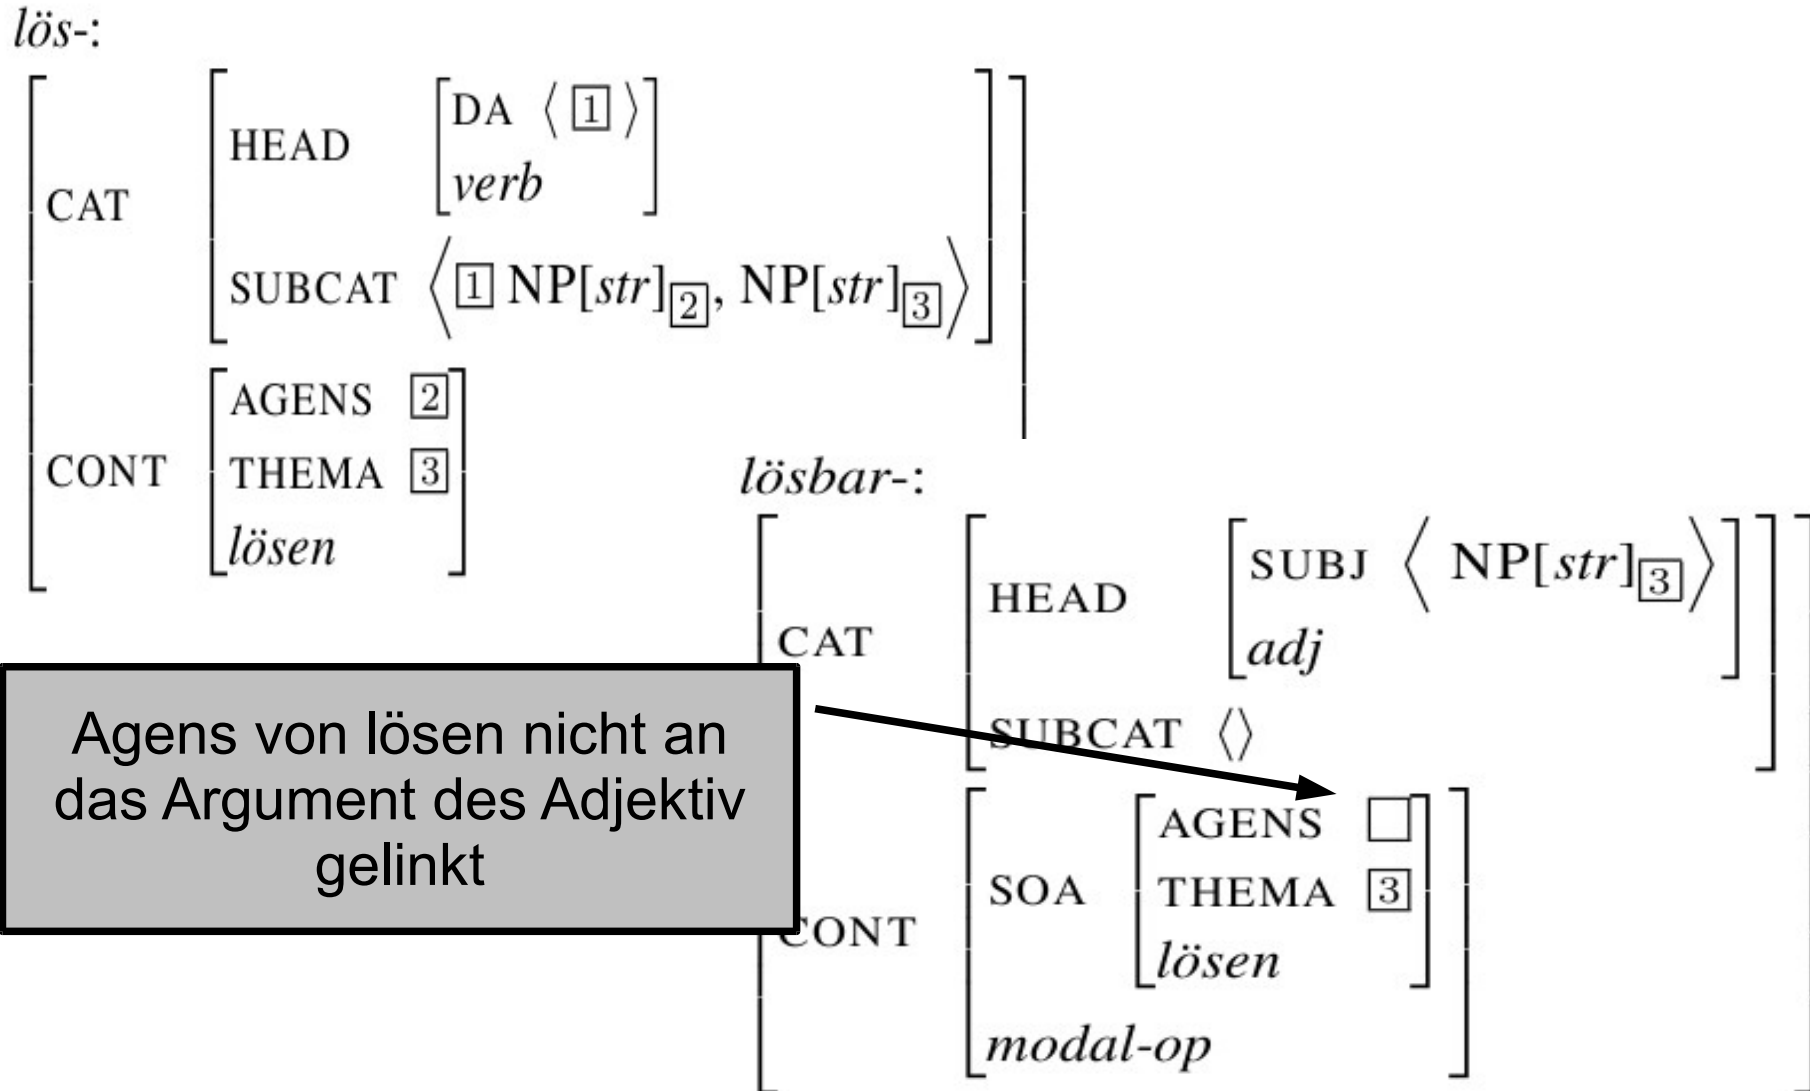 lös-:
DA ⟨ 1 ⟩
HEAD
verb
CAT
SUBCAT ⟨ 1 NP[str]2, NP[str]3 ⟩
AGENS 2
CONT THEMA 3
lösen
lösbar-:
SUBJ ⟨ NP[str]3 ⟩
HEAD
adj
CAT
SUBCAT ⟨⟩
Agens von lösen nicht an
das Argument des Adjektiv
gelinkt
AGENS
SOA THEMA 3
CONT
lösen
modal-op